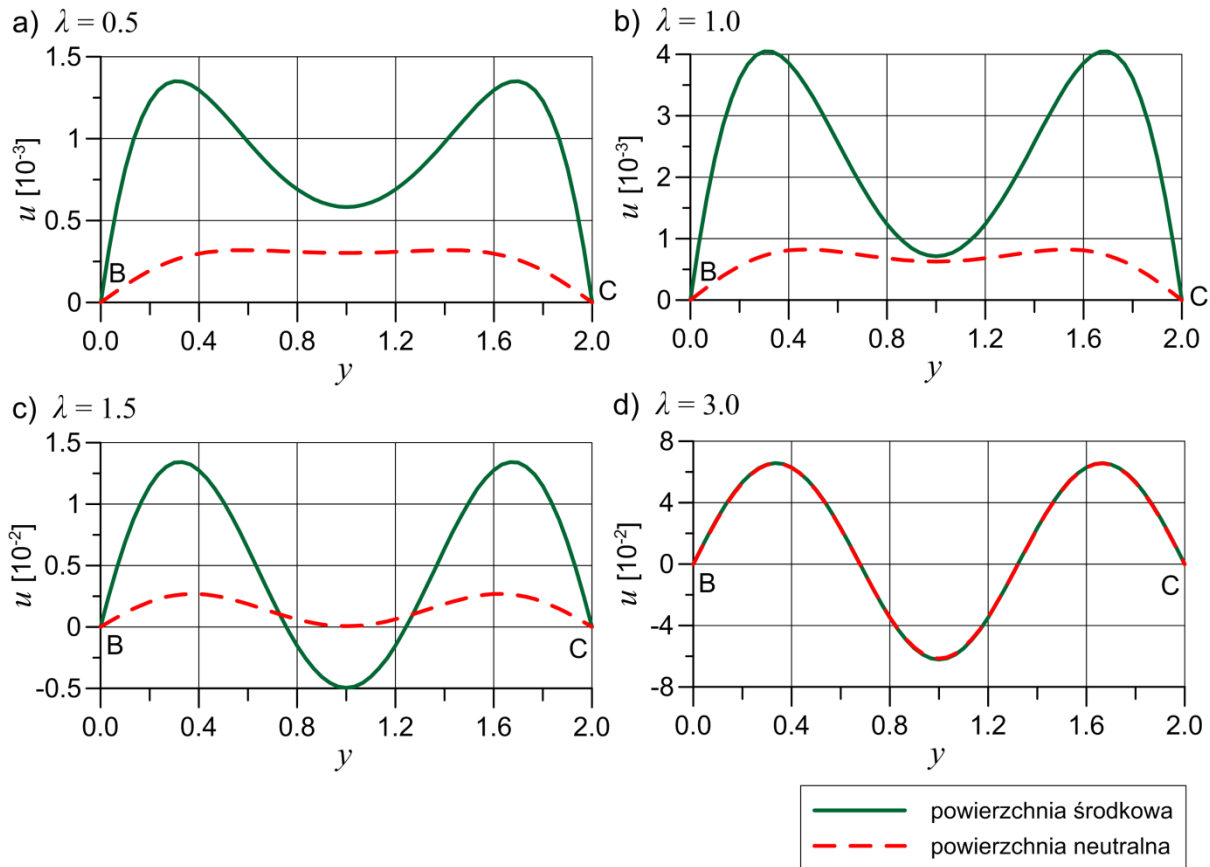 a) λ = 0.5
u [10⁻³]
1.5
1
0.5
0
B
C
0.0 0.4 0.8 1.2 1.6 2.0
y
b) λ = 1.0
u [10⁻³]
4
3
2
1
0
B
C
0.0 0.4 0.8 1.2 1.6 2.0
y
c) λ = 1.5
u [10⁻²]
1.5
1
0.5
0
-0.5
B
C
0.0 0.4 0.8 1.2 1.6 2.0
y
d) λ = 3.0
u [10⁻²]
8
4
0
-4
-8
B
C
0.0 0.4 0.8 1.2 1.6 2.0
y
powierzchnia środkowa
powierzchnia neutralna